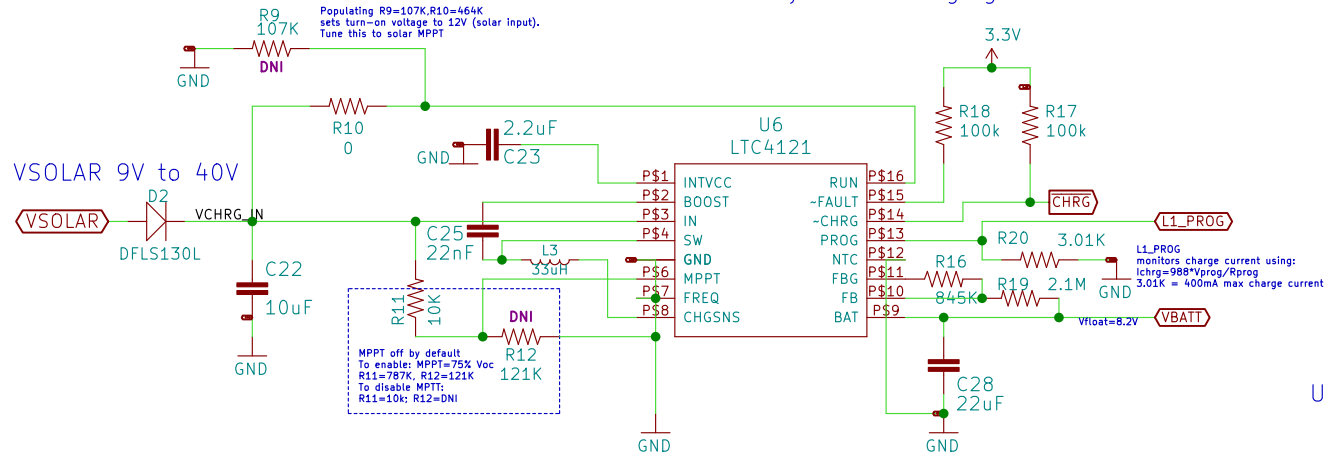 R9
107K
DNI
GND
Populating R9=107K,R10=464K
sets turn-on voltage to 12V (solar input).
Tune this to solar MPPT
R10
0
2.2uF
C23
GND
U6
LTC4121
3.3V
R18
100k
R17
100k
VSOLAR 9V to 40V
D2
VSOLAR
DFLS130L
VCHRG_IN
C22
10uF
GND
C25
22nF
L3
33uH
R11
10K
DNI
R12
121K
MPPT off by default
To enable: MPPT=75% Voc
R11=787K, R12=121K
To disable MPTT:
R11=10k; R12=DNI
GND
P$1 INTVCC
P$2 BOOST
P$3 IN
P$4 SW
GND
P$6 MPPT
P$7 FREQ
P$8 CHGSNS
RUN P$16
~FAULT P$15
~CHRG P$14
PROG P$13
NTC P$12
FBG P$11
FB P$10
BAT P$9
CHRG
L1_PROG
R20
3.01K
GND
L1_PROG
monitors charge current using:
Ichrg=988*Vprog/Rprog
3.01K = 400mA max charge current
R16
845K
R19
2.1M
Vfloat=8.2V
VBATT
C28
22uF
GND
U